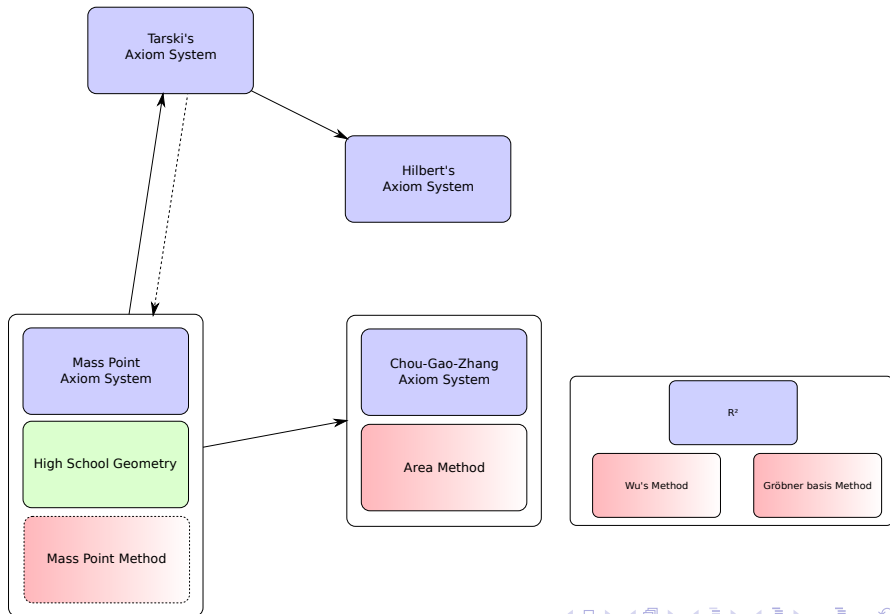 Tarski's
Axiom System
Hilbert's
Axiom System
Mass Point
Axiom System
High School Geometry
Mass Point Method
Chou-Gao-Zhang
Axiom System
Area Method
R²
Wu's Method
Gröbner basis Method